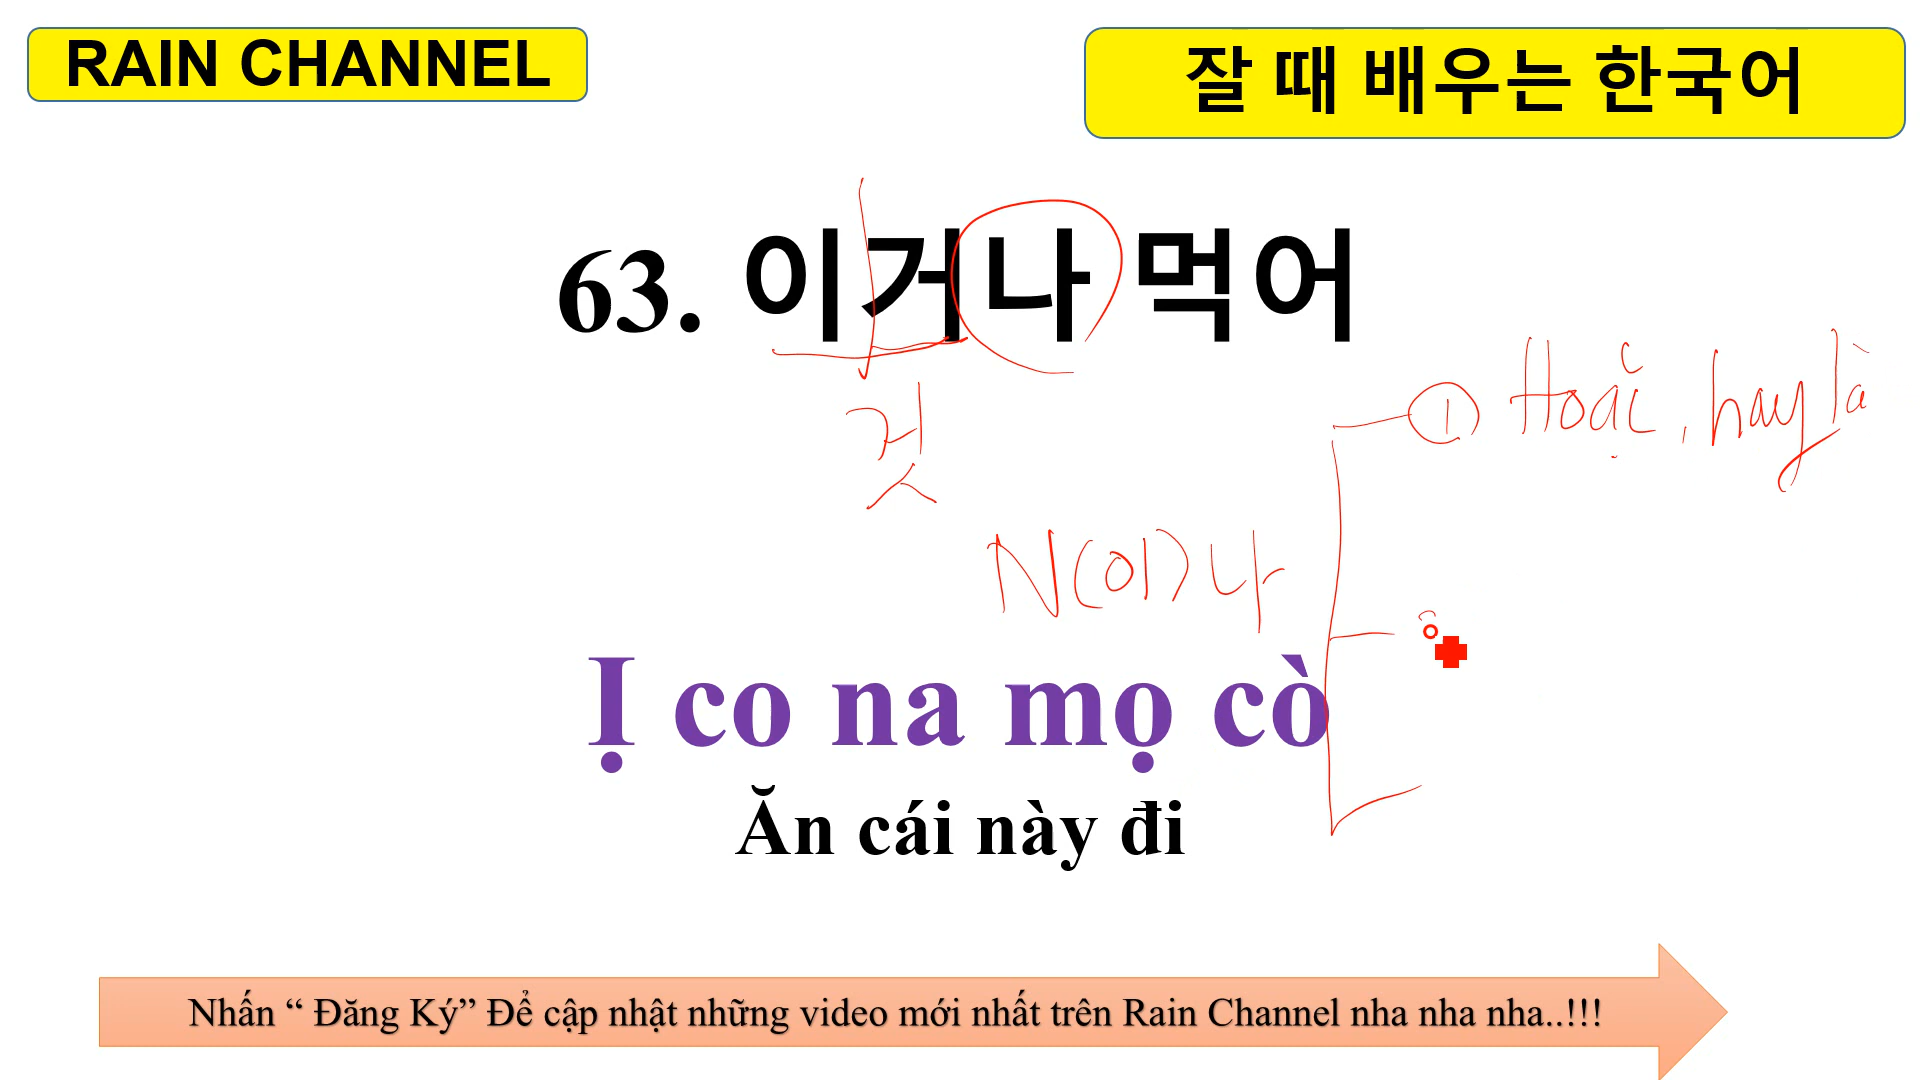 RAIN CHANNEL
잘 때 배우는 한국어
63. 이거나 먹어
것
① Hoặc, hay là
N(이)나
Ị co na mọ cò
Ăn cái này đi
Nhấn “ Đăng Ký” Để cập nhật những video mới nhất trên Rain Channel nha nha nha..!!!